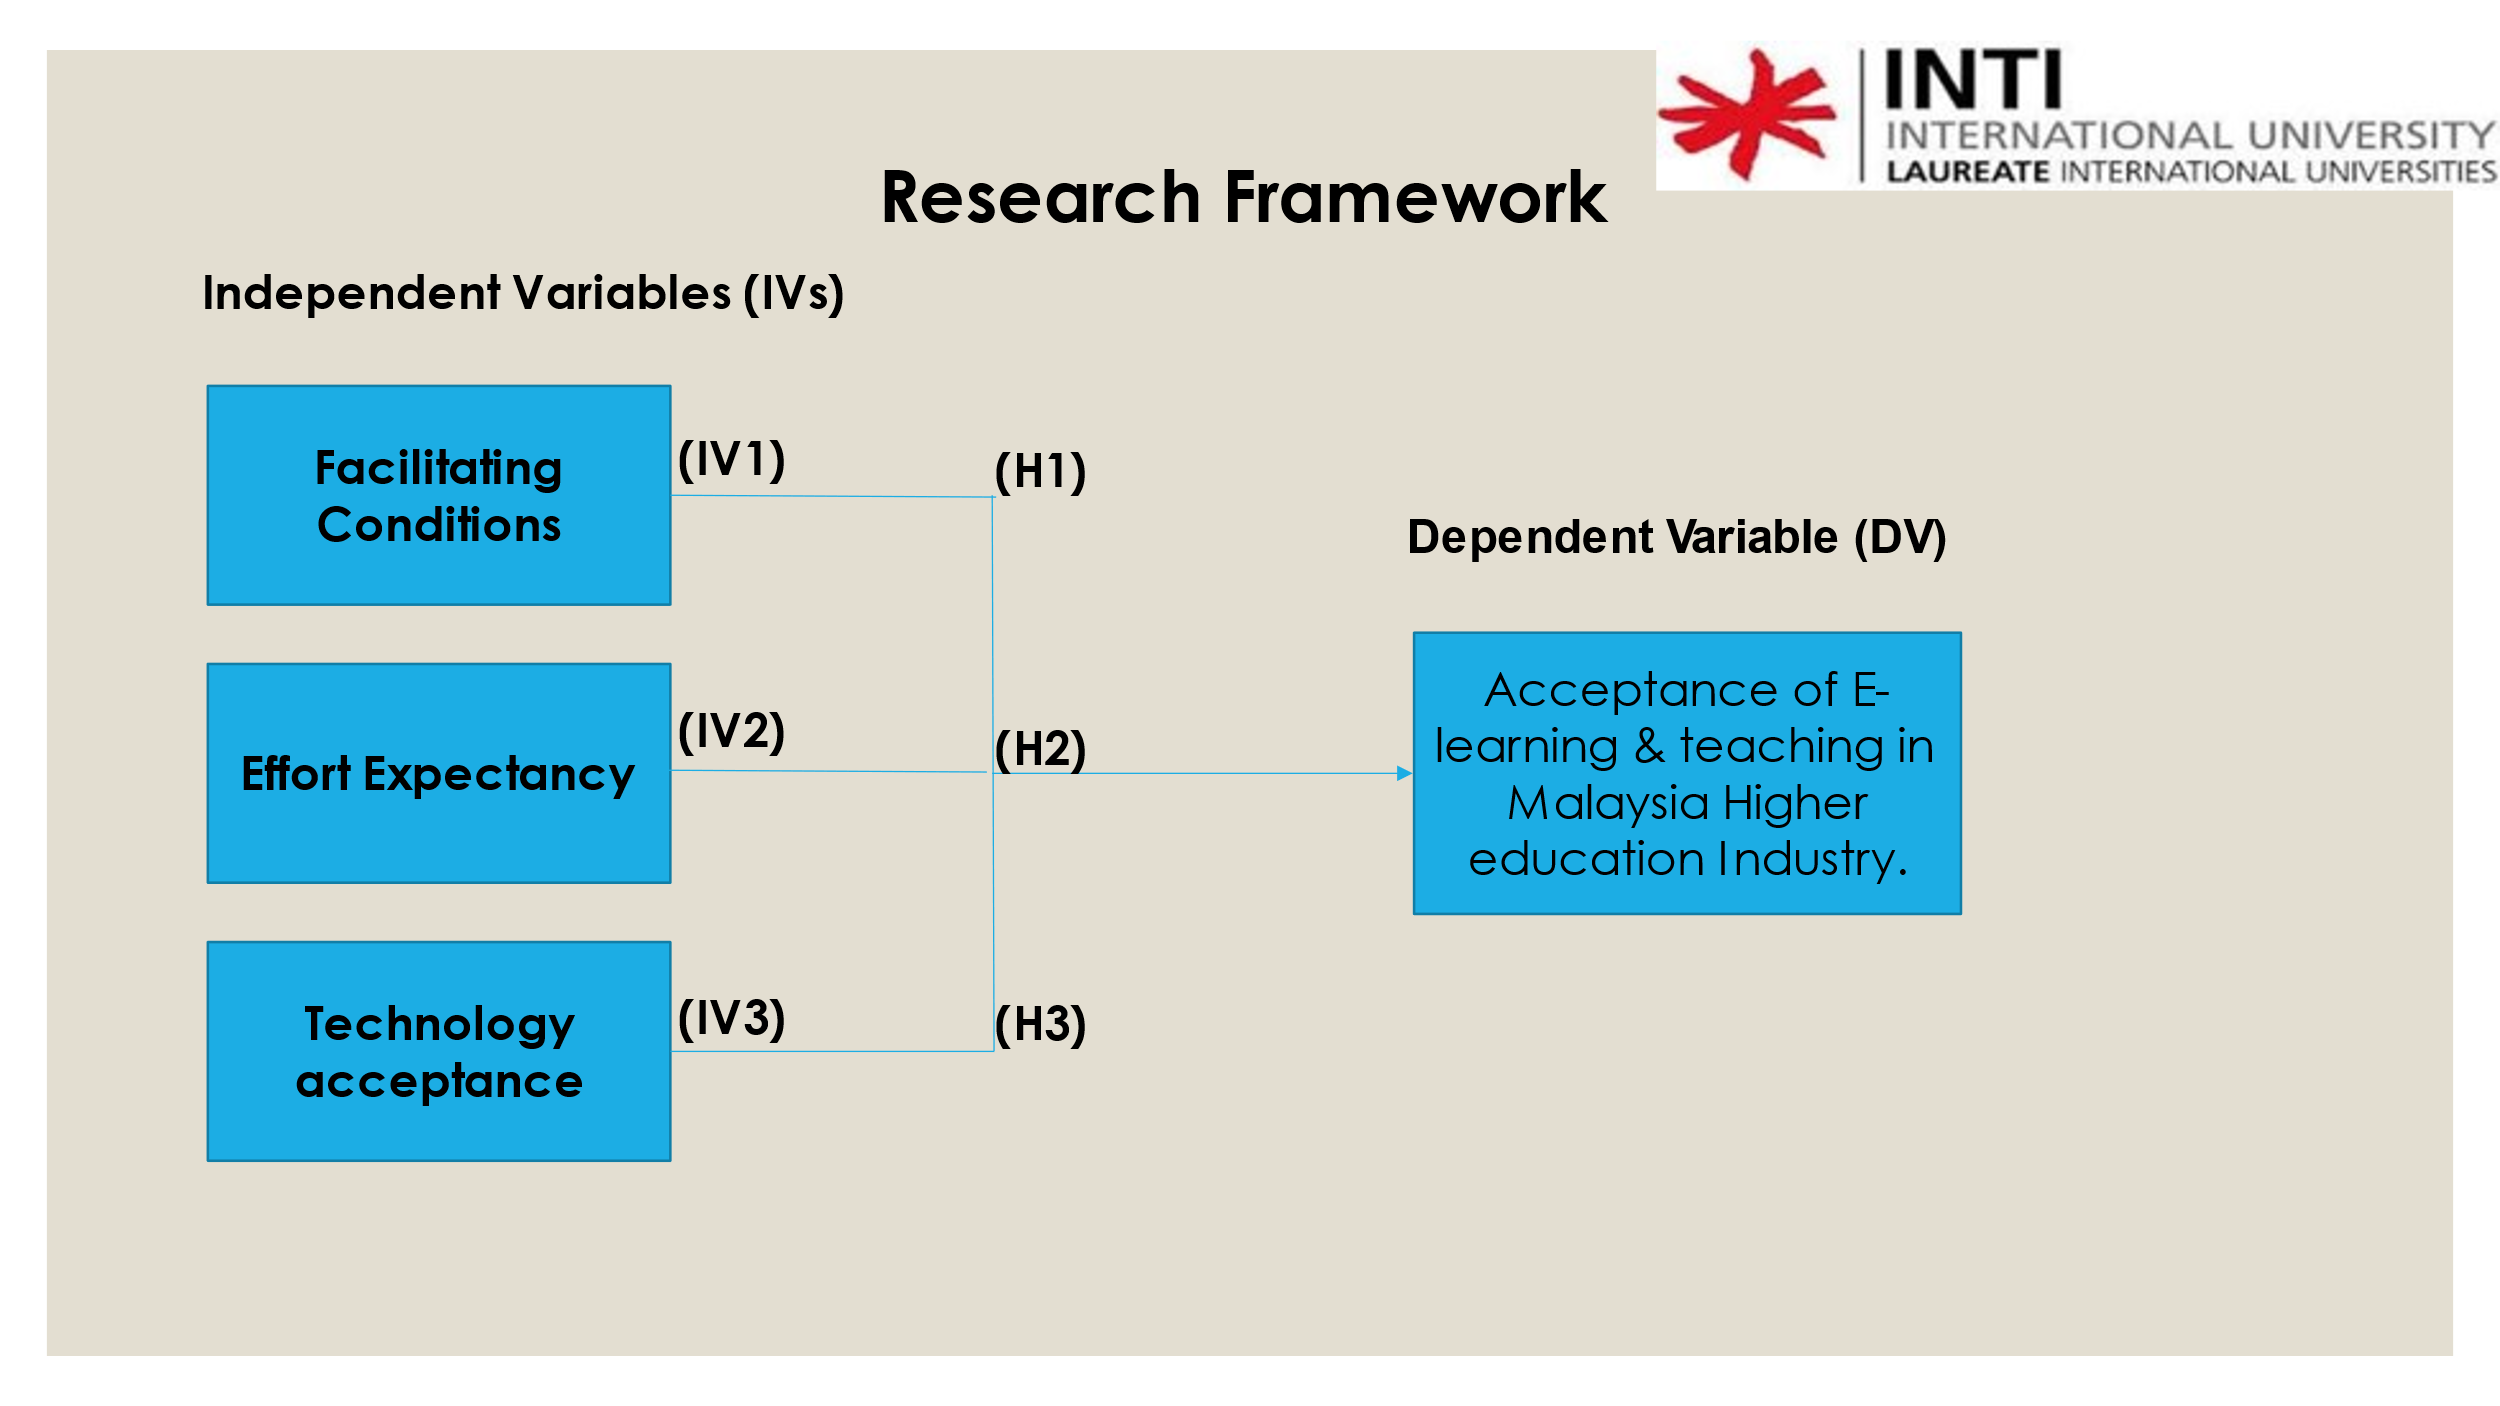 INTI
INTERNATIONAL UNIVERSITY
LAUREATE INTERNATIONAL UNIVERSITIES
Research Framework
Independent Variables (IVs)
Facilitating
Conditions
(IV1)
(H1)
Dependent Variable (DV)
Effort Expectancy
(IV2)
(H2)
Acceptance of E-
learning & teaching in
Malaysia Higher
education Industry.
Technology
acceptance
(IV3)
(H3)